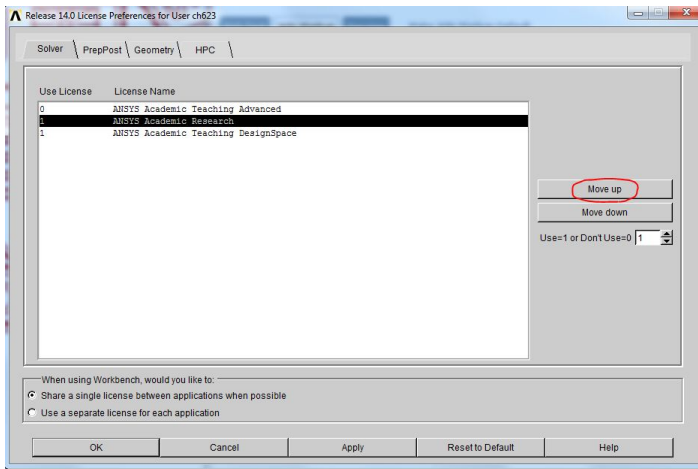 Release 14.0 License Preferences for User ch623
Solver PrepPost Geometry HPC
Use License License Name
0 ANSYS Academic Teaching Advanced
1 ANSYS Academic Research
1 ANSYS Academic Teaching DesignSpace
Move up
Move down
Use=1 or Don't Use=0 1
When using Workbench, would you like to:
Share a single license between applications when possible
Use a separate license for each application
OK Cancel Apply Reset to Default Help